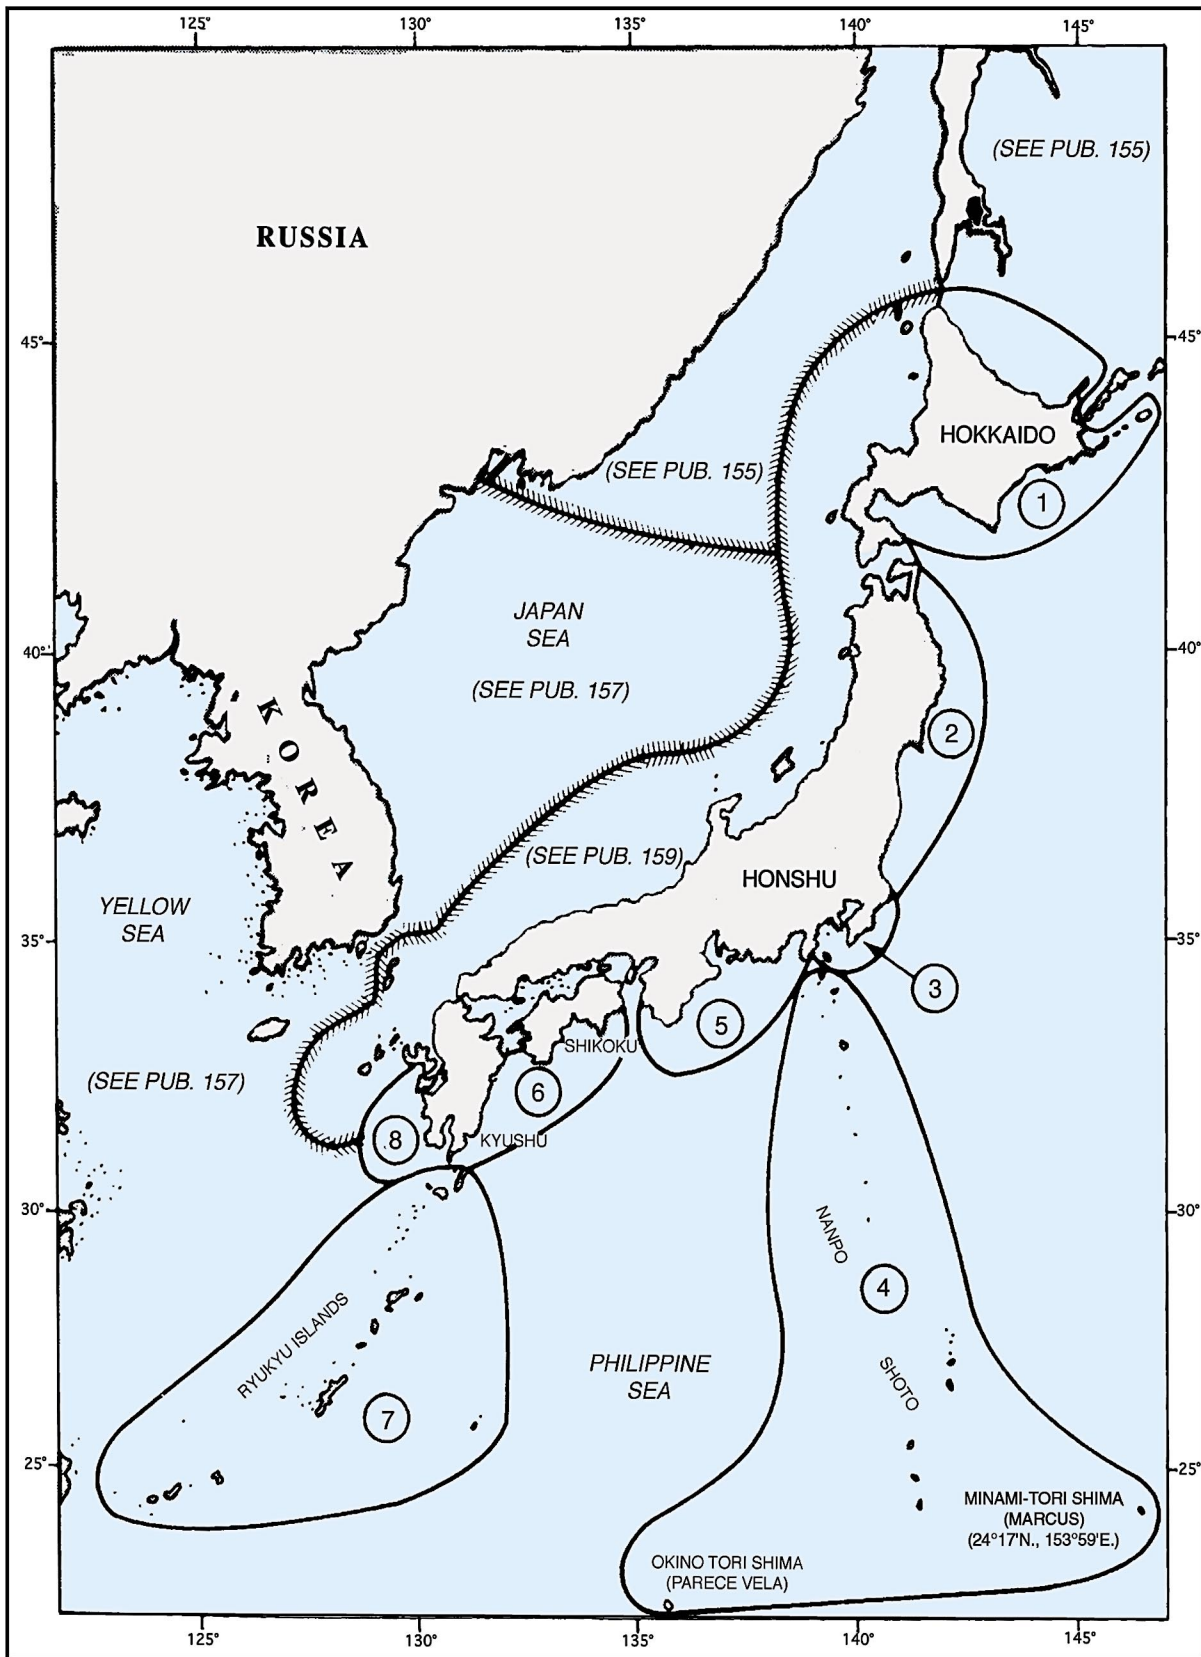 125°
130°
135°
140°
145°
(SEE PUB. 155)
RUSSIA
45°
45°
HOKKAIDO
(SEE PUB. 155)
1
JAPAN
SEA
40°
40°
(SEE PUB. 157)
KOREA
2
(SEE PUB. 159)
HONSHU
YELLOW
SEA
35°
35°
3
5
SHIKOKU
(SEE PUB. 157)
6
8
KYUSHU
30°
30°
NANPO
4
RYUKYU ISLANDS
PHILIPPINE
SEA
SHOTO
7
25°
25°
MINAMI-TORI SHIMA
(MARCUS)
(24°17'N., 153°59'E.)
OKINO TORI SHIMA
(PARECE VELA)
125°
130°
135°
140°
145°